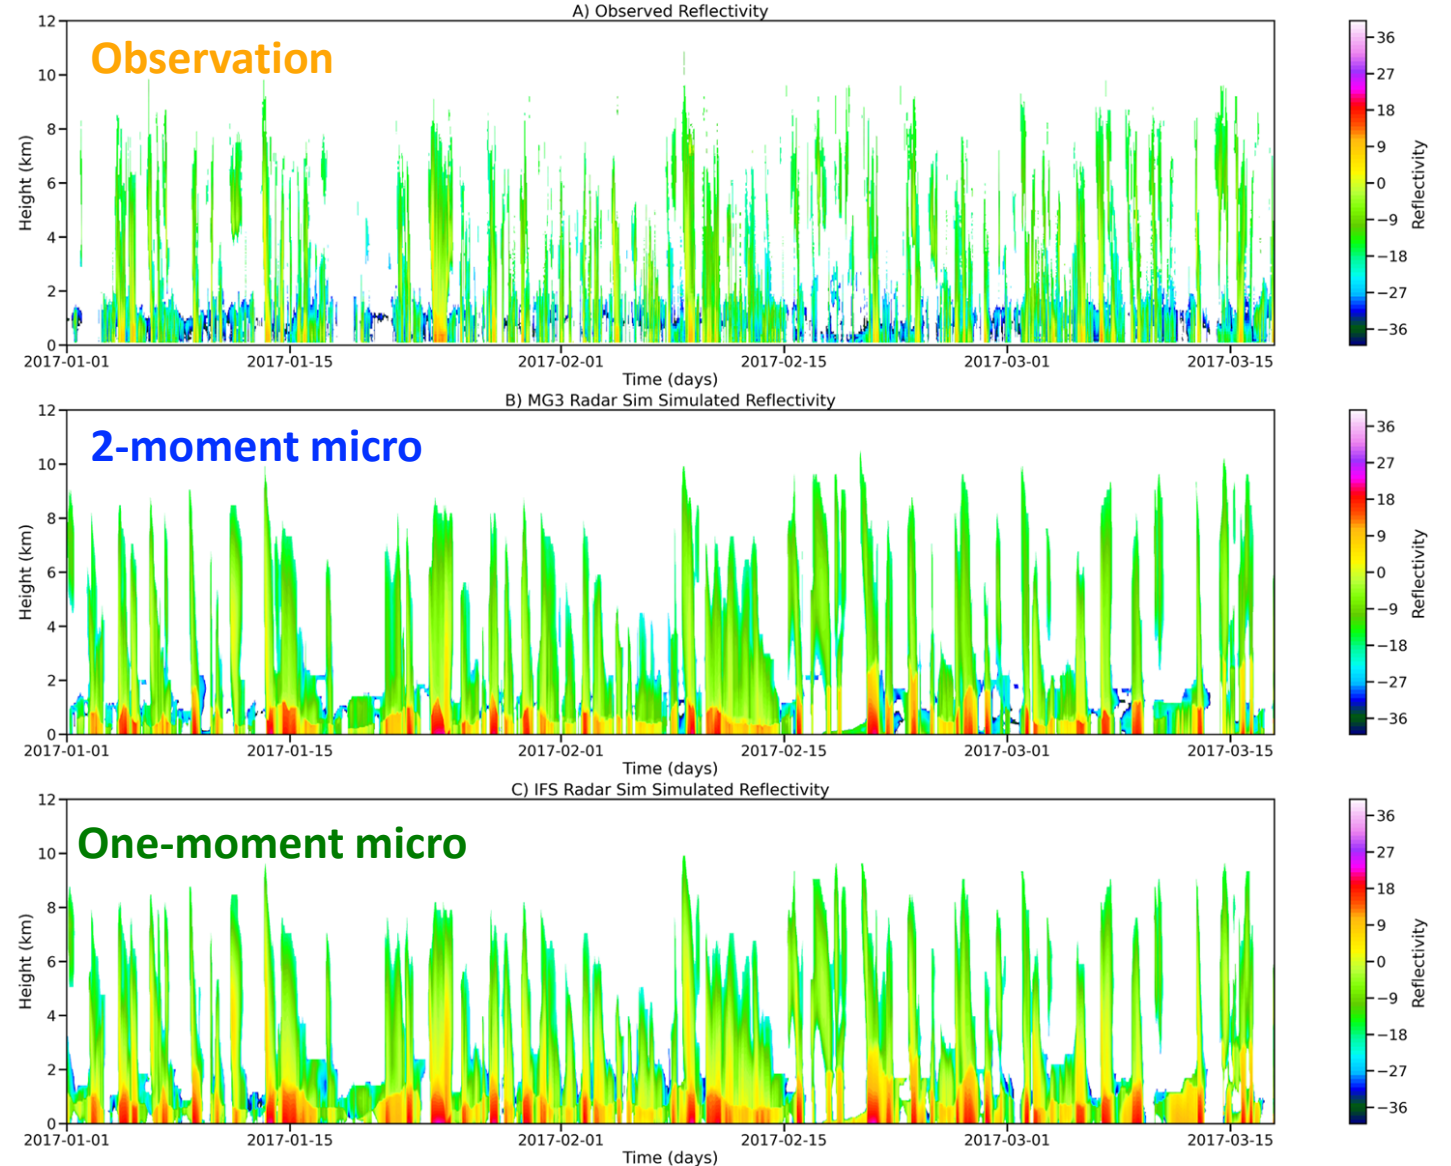 A) Observed Reflectivity
Observation
12
10
8
6
4
2
0
Height (km)
2017-01-01 2017-01-15 2017-02-01 2017-02-15 2017-03-01 2017-03-15
Time (days)
36
27
18
9
0
−9
−18
−27
−36
Reflectivity
B) MG3 Radar Sim Simulated Reflectivity
2-moment micro
12
10
8
6
4
2
0
Height (km)
2017-01-01 2017-01-15 2017-02-01 2017-02-15 2017-03-01 2017-03-15
Time (days)
36
27
18
9
0
−9
−18
−27
−36
Reflectivity
C) IFS Radar Sim Simulated Reflectivity
One-moment micro
12
10
8
6
4
2
0
Height (km)
2017-01-01 2017-01-15 2017-02-01 2017-02-15 2017-03-01 2017-03-15
Time (days)
36
27
18
9
0
−9
−18
−27
−36
Reflectivity